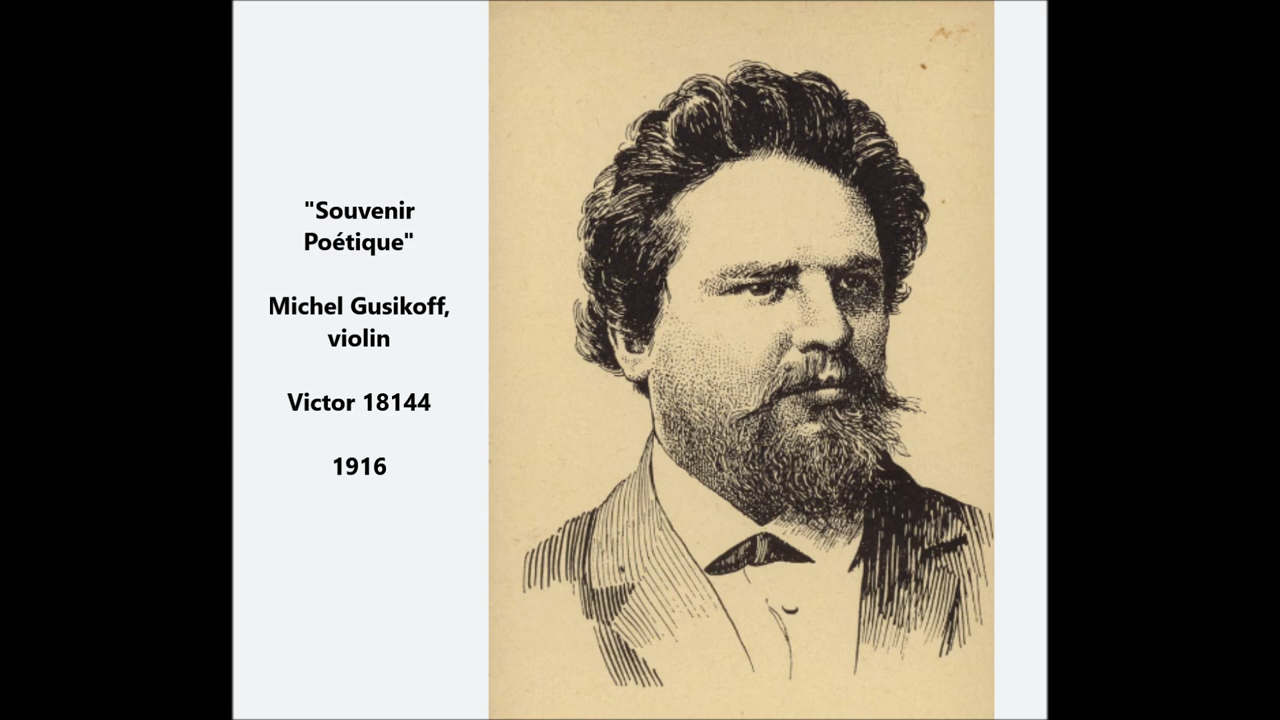 "Souvenir
Poétique"
Michel Gusikoff,
violin
Victor 18144
1916